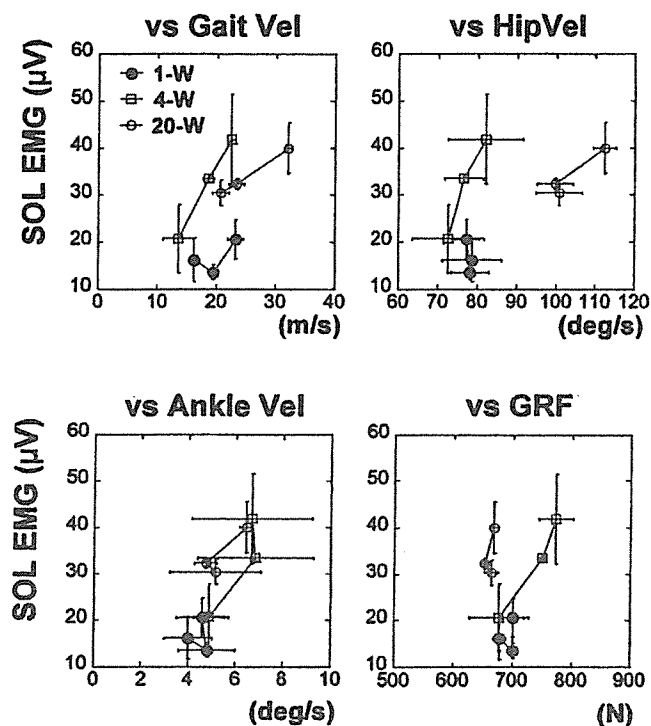 vs Gait Vel
vs HipVel
SOL EMG (µV)
60
50
40
30
20
10
1-W
4-W
20-W
0 10 20 30 40
(m/s)
60
50
40
30
20
10
60 70 80 90 100 110 120
(deg/s)
vs Ankle Vel
vs GRF
SOL EMG (µV)
60
50
40
30
20
10
0 2 4 6 8 10
(deg/s)
60
50
40
30
20
10
500 600 700 800 900
(N)